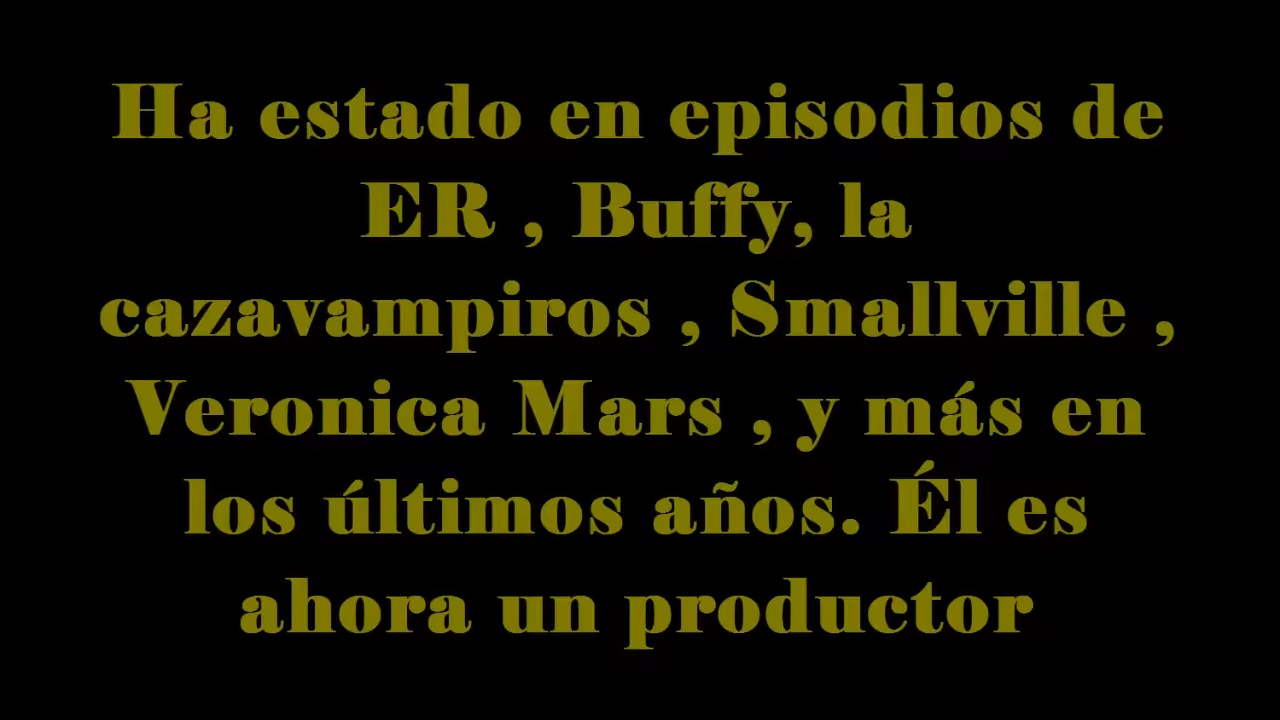 Ha estado en episodios de
ER , Buffy, la
cazavampiros , Smallville ,
Veronica Mars , y más en
los últimos años. Él es
ahora un productor